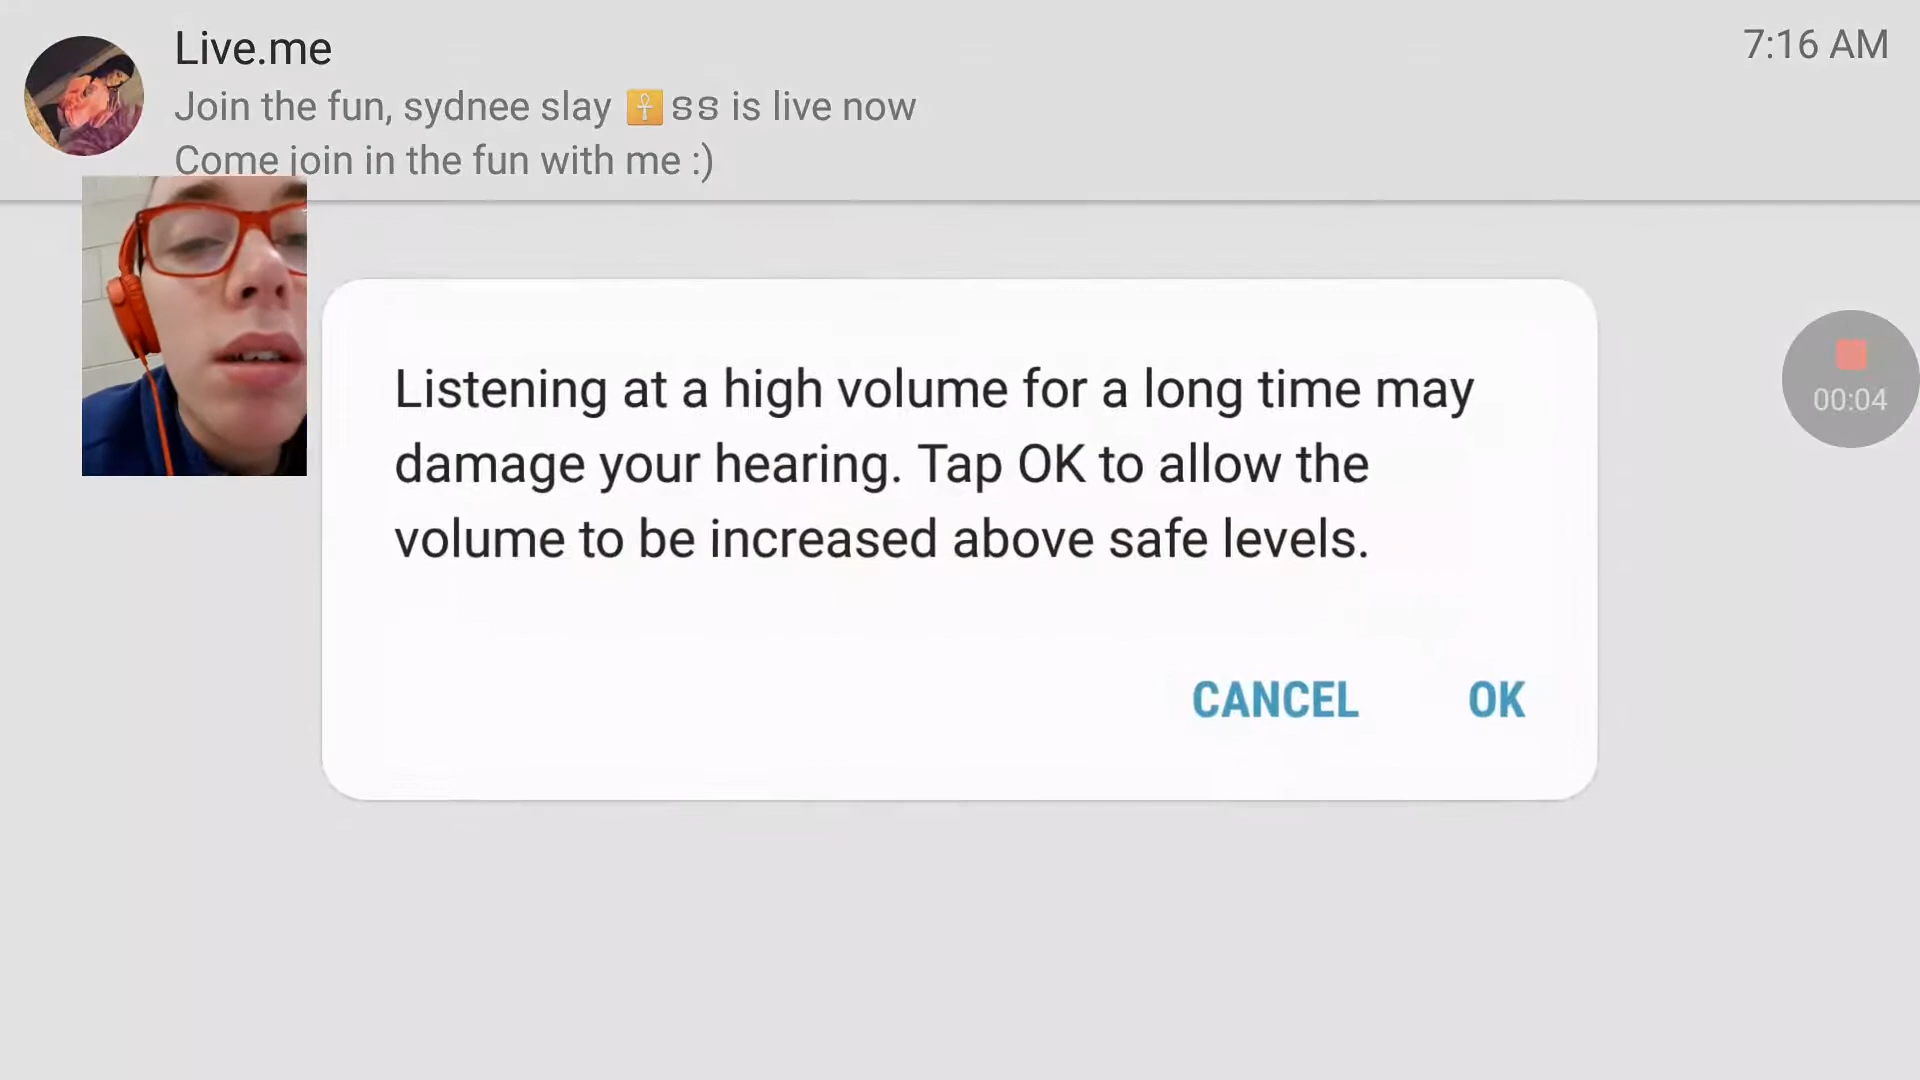 Live.me
7:16 AM
Join the fun, sydnee slay ☥ ꕷꕷ is live now
Come join in the fun with me :)
Listening at a high volume for a long time may
damage your hearing. Tap OK to allow the
volume to be increased above safe levels.
CANCEL OK
00:04